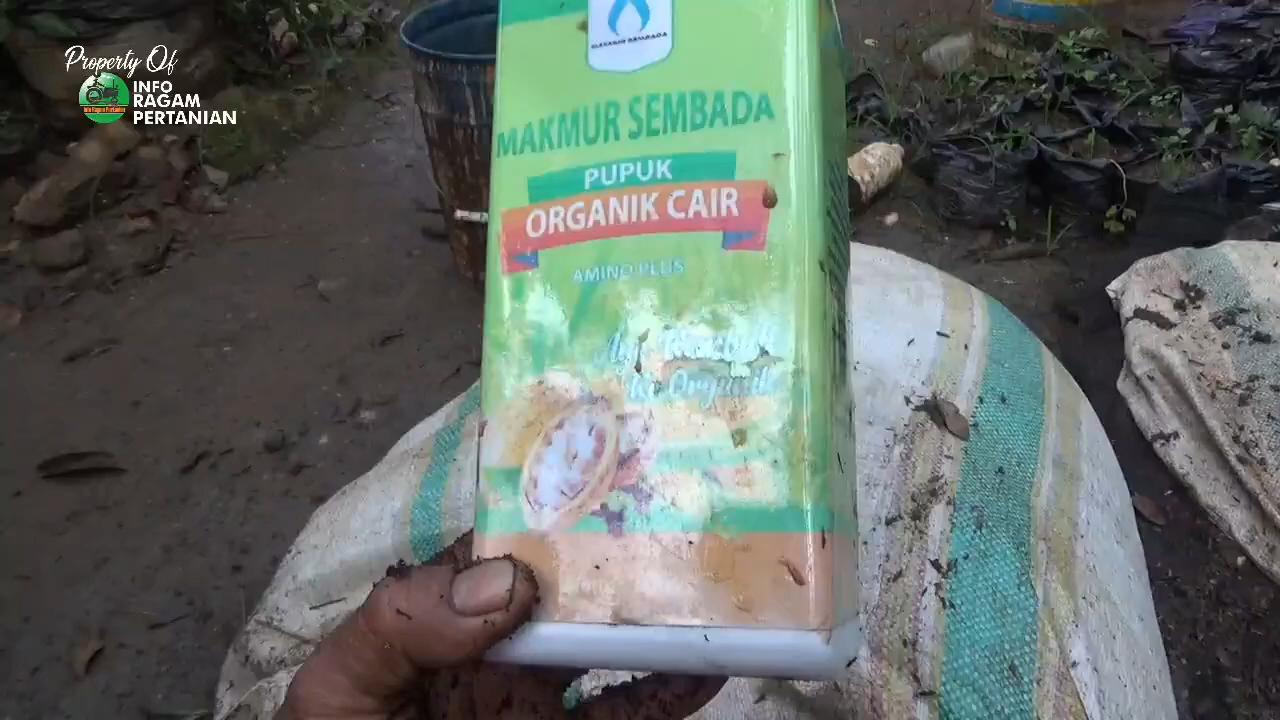 Property Of
INFO
RAGAM
PERTANIAN
MAKMUR SEMBADA
PUPUK
ORGANIK CAIR
AMINO PLUS